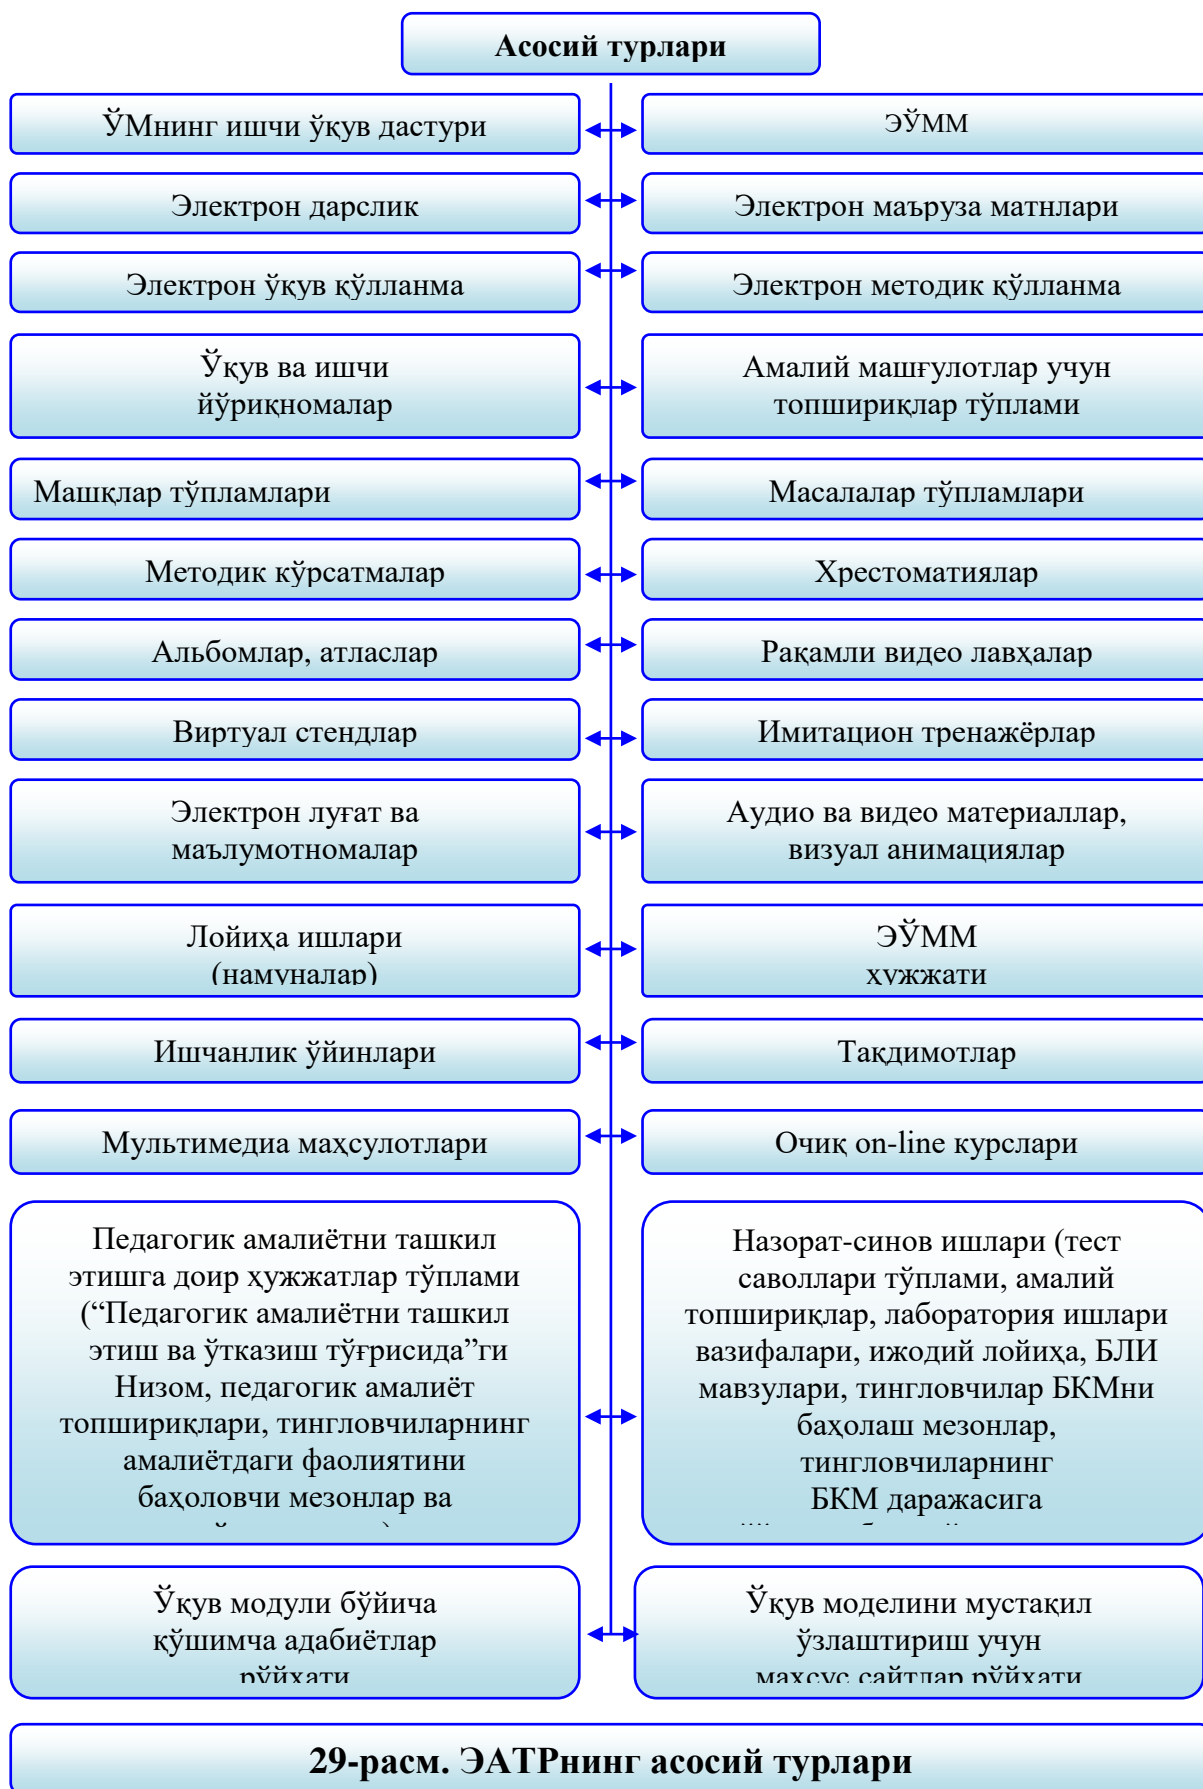 Асосий турлари
ЎМнинг ишчи ўқув дастури
ЭЎММ
Электрон дарслик
Электрон маъруза матнлари
Электрон ўқув қўлланма
Электрон методик қўлланма
Ўқув ва ишчи
йўриқномалар
Амалий машғулотлар учун
топшириқлар тўплами
Машқлар тўпламлари
Масалалар тўпламлари
Методик кўрсатмалар
Хрестоматиялар
Альбомлар, атласлар
Рақамли видео лавҳалар
Виртуал стендлар
Имитацион тренажёрлар
Электрон луғат ва
маълумотномалар
Аудио ва видео материаллар,
визуал анимациялар
Лойиҳа ишлари
(намуналар)
ЭЎММ
ҳужжати
Ишчанлик ўйинлари
Тақдимотлар
Мультимедиа маҳсулотлари
Очиқ on-line курслари
Педагогик амалиётни ташкил
этишга доир ҳужжатлар тўплами
(“Педагогик амалиётни ташкил
этиш ва ўтказиш тўғрисида”ги
Низом, педагогик амалиёт
топшириқлари, тингловчиларнинг
амалиётдаги фаолиятини
баҳоловчи мезонлар ва
Назорат-синов ишлари (тест
саволлари тўплами, амалий
топшириқлар, лаборатория ишлари
вазифалари, ижодий лойиҳа, БЛИ
мавзулари, тингловчилар БКМни
баҳолаш мезонлар,
тингловчиларнинг
БКМ даражасига
Ўқув модули бўйича
қўшимча адабиётлар
рўйхати
Ўқув моделини мустақил
ўзлаштириш учун
махсус сайтлар рўйхати
29-расм. ЭАТРнинг асосий турлари